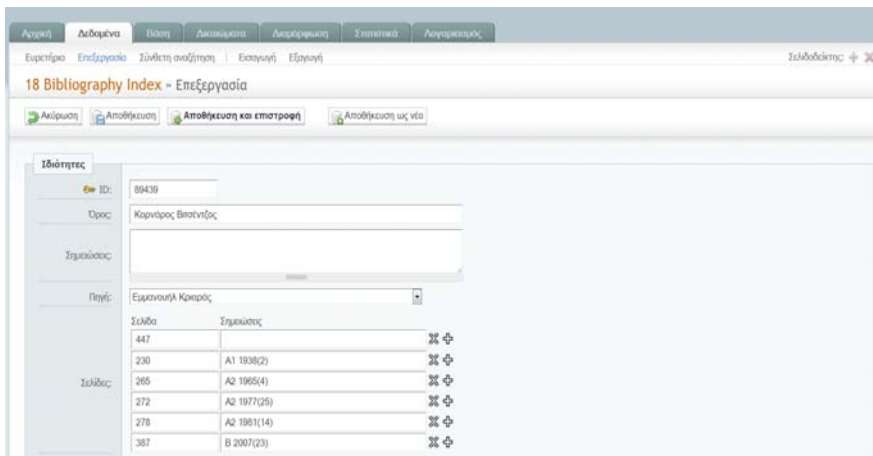 Αρχική Δεδομένα Βάση Δικαιώματα Διαμόρφωση Στατιστικά Λογαριασμός
Ευρετήριο Επεξεργασία Σύνθετη αναζήτηση Εισαγωγή Εξαγωγή Σελιδοδείκτης:
18 Bibliography Index » Επεξεργασία
Ακύρωση Αποθήκευση Αποθήκευση και επιστροφή Αποθήκευση ως νέο
Ιδιότητες
ID: 89439
Όρος: Κορνάρος Βιτσέντζος
Σημειώσεις:
Πηγή: Εμμανουήλ Κριαράς
Σελίδα Σημειώσεις
447
230 A1 1938(2)
265 A2 1965(4)
Σελίδες:
272 A2 1977(25)
278 A2 1981(14)
387 B 2007(23)